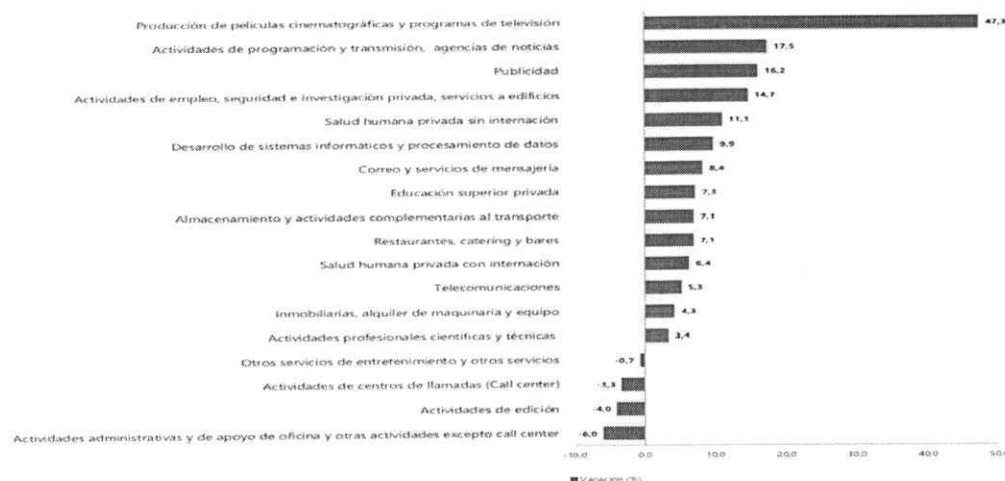 Producción de películas cinematográficas y programas de televisión 47,3
Actividades de programación y transmisión, agencias de noticias 17,5
Publicidad 16,2
Actividades de empleo, seguridad e investigación privada, servicios a edificios 14,7
Salud humana privada sin internación 11,1
Desarrollo de sistemas informáticos y procesamiento de datos 9,9
Correo y servicios de mensajería 8,4
Educación superior privada 7,3
Almacenamiento y actividades complementarias al transporte 7,1
Restaurantes, catering y bares 7,1
Salud humana privada con internación 6,4
Telecomunicaciones 5,3
Inmobiliarias, alquiler de maquinaria y equipo 4,3
Actividades profesionales científicas y técnicas 3,4
Otros servicios de entretenimiento y otros servicios -0,7
Actividades de centros de llamadas (Call center) -3,3
Actividades de edición -4,0
Actividades administrativas y de apoyo de oficina y otras actividades excepto call center -6,0
-10,0 0,0 10,0 20,0 30,0 40,0 50,0
Variación (%)